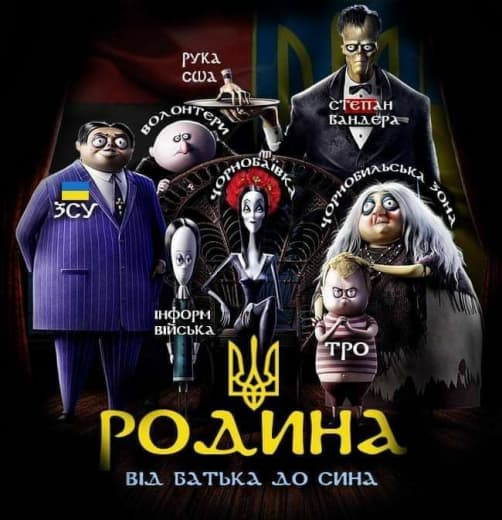 РУКА
США
СТЕПАН
БАНДЕРА
ВОЛОНТЕРИ
ЧОРНОБАЇВКА
ЧОРНОБИЛЬСЬКА ЗОНА
ЗСУ
ІНФОРМ
ВІЙСЬКА
ТРО
РОДИНА
ВІД БАТЬКА ДО СИНА